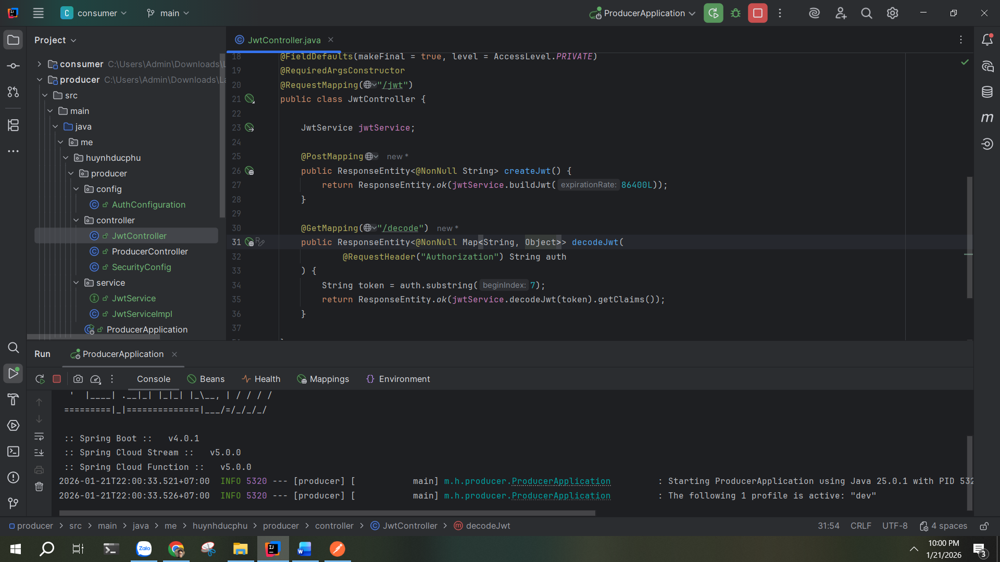 C consumer
main
ProducerApplication
Project
JwtController.java
consumer C:\Users\Admin\Downloads\L
producer C:\Users\Admin\Downloads\La
src
main
java
me
huynhducphu
producer
config
AuthConfiguration
controller
JwtController
ProducerController
SecurityConfig
service
JwtService
JwtServiceImpl
ProducerApplication
18 @FieldDefaults(makeFinal = true, level = AccessLevel.PRIVATE)
19 @RequiredArgsConstructor
20 @RequestMapping("/jwt")
21 public class JwtController {
22
23 JwtService jwtService;
24
25 @PostMapping new *
26 public ResponseEntity<@NonNull String> createJwt() {
27 return ResponseEntity.ok(jwtService.buildJwt( expirationRate: 86400L));
28 }
29
30 @GetMapping("/decode") new *
31 public ResponseEntity<@NonNull Map<String, Object>> decodeJwt(
32 @RequestHeader("Authorization") String auth
33 ) {
34 String token = auth.substring( beginIndex: 7);
35 return ResponseEntity.ok(jwtService.decodeJwt(token).getClaims());
36 }
37
Run ProducerApplication
Console Beans Health Mappings Environment
' |____| .__|_| |_|_| |_\__, | / / / /
=========|_|==============|___/=/_/_/_/
:: Spring Boot :: v4.0.1
:: Spring Cloud Stream :: v5.0.0
:: Spring Cloud Function :: v5.0.0
2026-01-21T22:00:33.521+07:00 INFO 5320 --- [producer] [ main] m.h.producer.ProducerApplication : Starting ProducerApplication using Java 25.0.1 with PID 532
2026-01-21T22:00:33.526+07:00 INFO 5320 --- [producer] [ main] m.h.producer.ProducerApplication : The following 1 profile is active: "dev"
producer > src > main > java > me > huynhducphu > producer > controller > JwtController > decodeJwt
31:54 CRLF UTF-8 4 spaces
Zalo
10:00 PM
1/21/2026
3